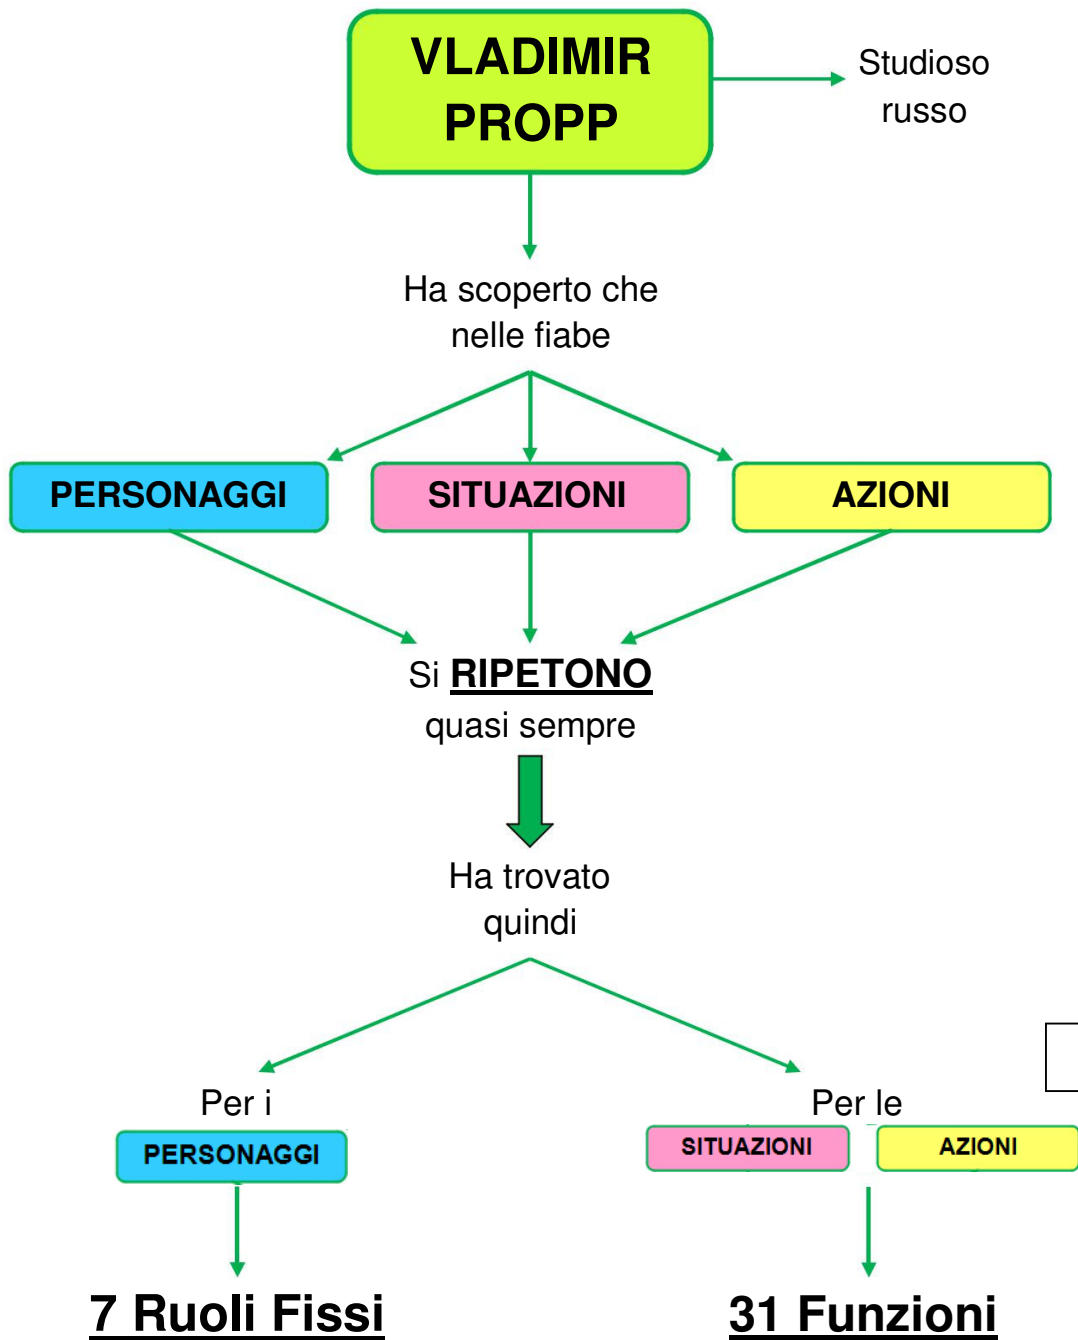 VLADIMIR
PROPP
Studioso
russo
Ha scoperto che
nelle fiabe
PERSONAGGI
SITUAZIONI
AZIONI
Si RIPETONO
quasi sempre
Ha trovato
quindi
Per i
PERSONAGGI
Per le
SITUAZIONI
AZIONI
7 Ruoli Fissi
31 Funzioni